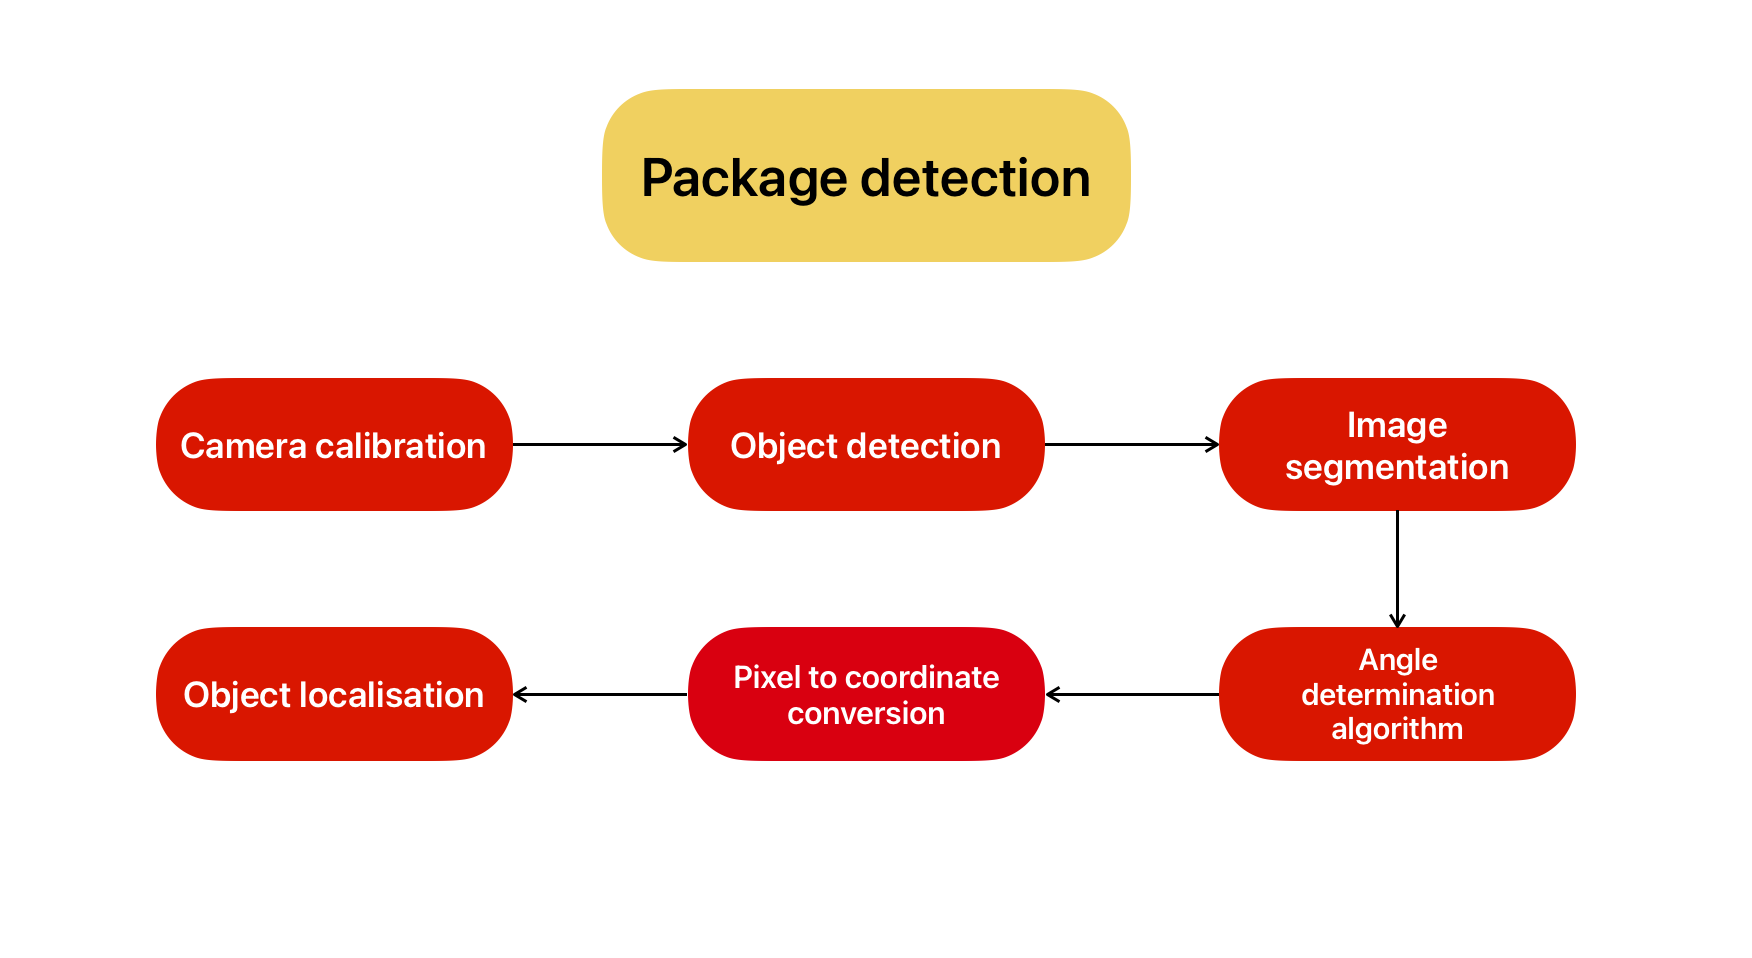 Package detection
Camera calibration
Object detection
Image
segmentation
Angle
determination
algorithm
Pixel to coordinate
conversion
Object localisation